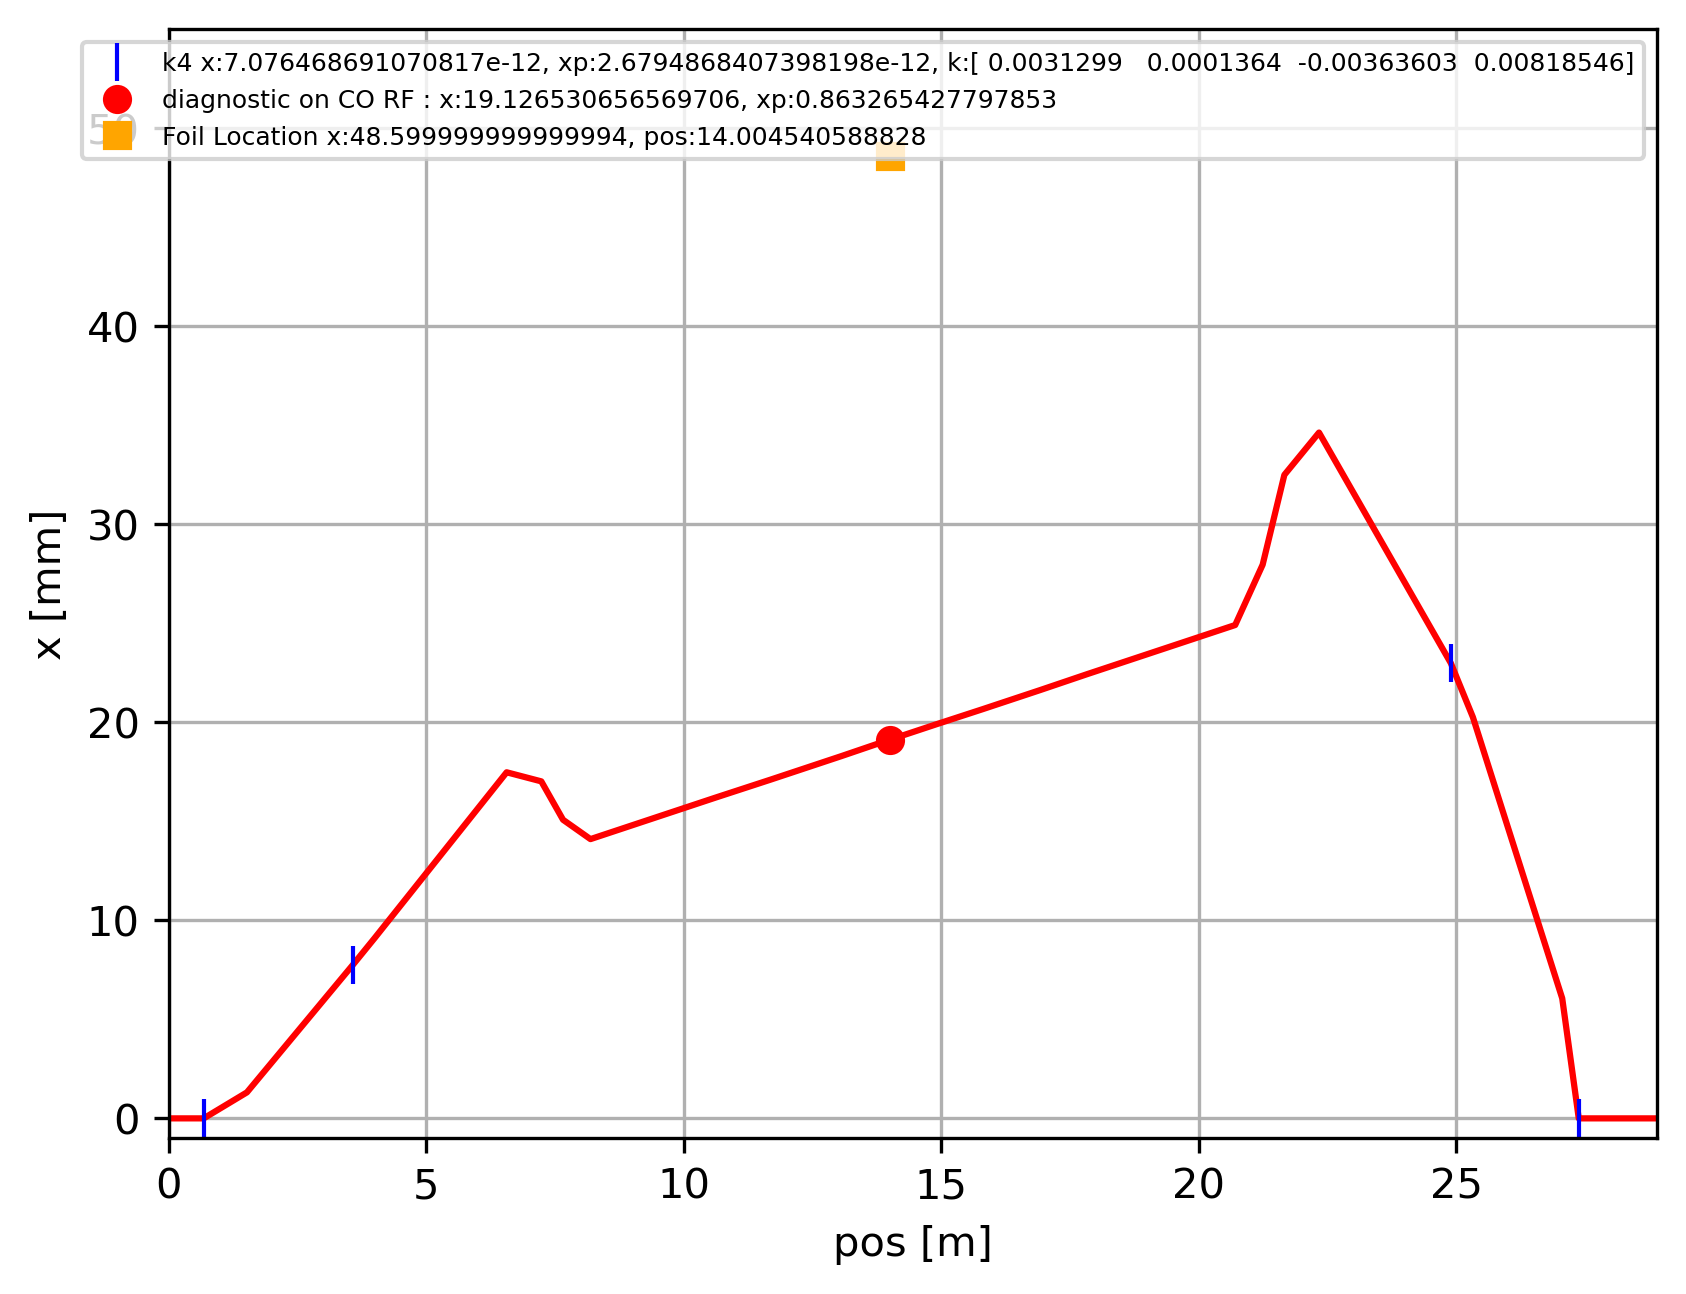 k4 x:7.076468691070817e-12, xp:2.6794868407398198e-12, k:[ 0.0031299   0.0001364  -0.00363603  0.00818546]
diagnostic on CO RF : x:19.126530656569706, xp:0.863265427797853
Foil Location x:48.599999999999994, pos:14.004540588828
50
40
30
20
10
0
x [mm]
0 5 10 15 20 25
pos [m]